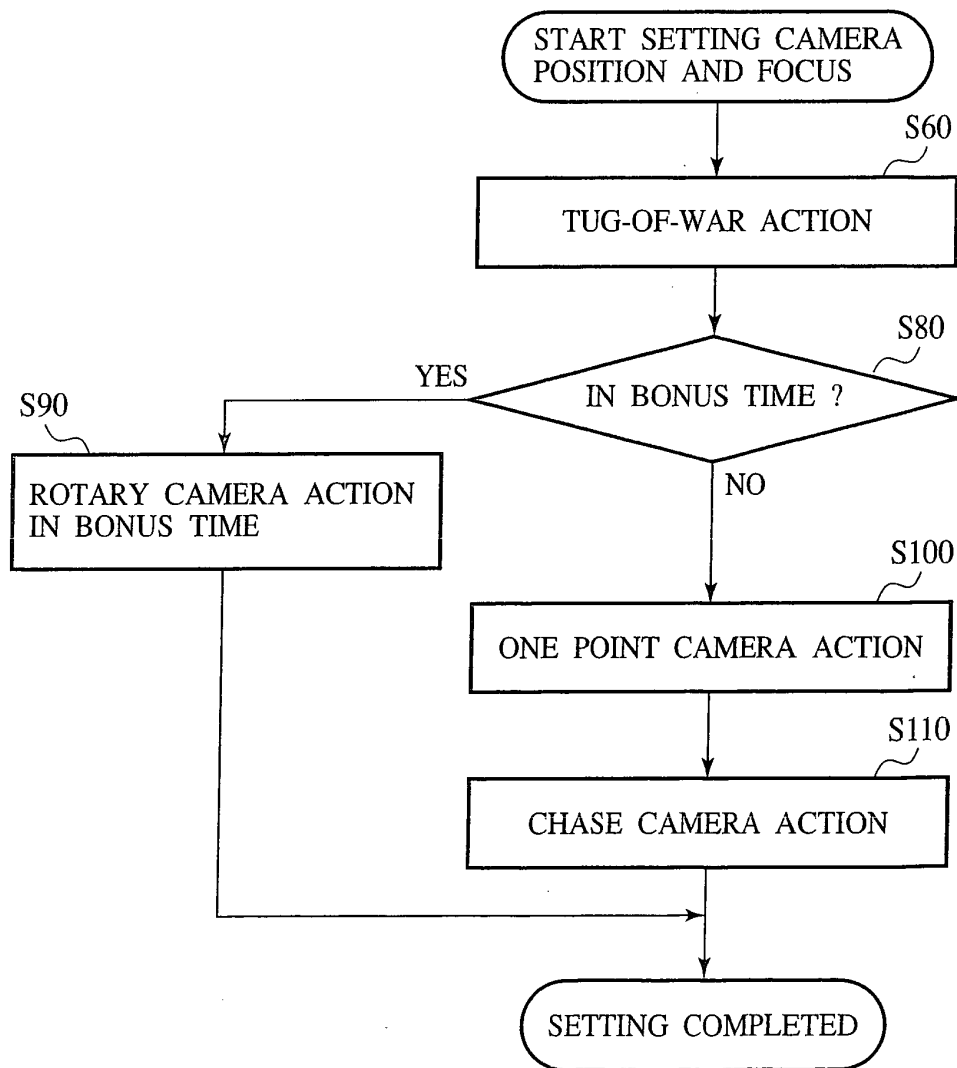 START SETTING CAMERA
POSITION AND FOCUS
S60
TUG-OF-WAR ACTION
S80
IN BONUS TIME ?
YES
S90
ROTARY CAMERA ACTION
IN BONUS TIME
NO
S100
ONE POINT CAMERA ACTION
S110
CHASE CAMERA ACTION
SETTING COMPLETED